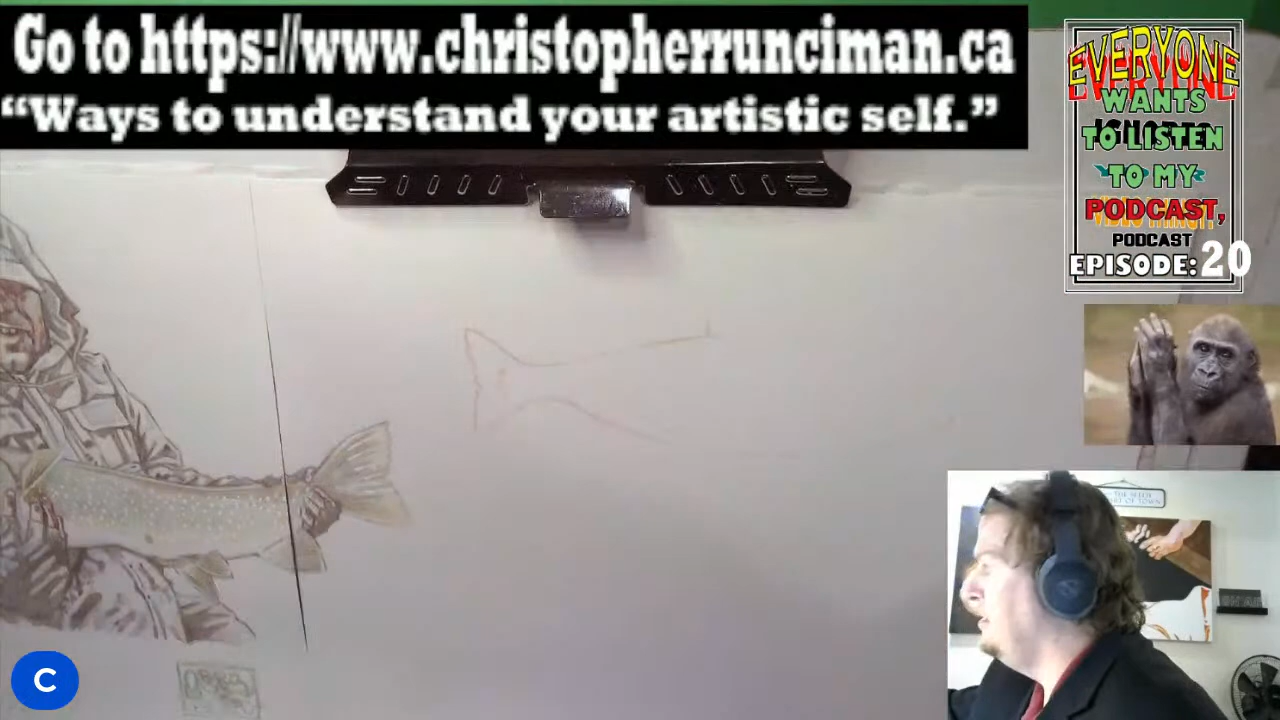 Go to https://www.christopherrunciman.ca
“Ways to understand your artistic self.”
EVERYONE
WANTS
TO LISTEN
TO MY
PODCAST,
PODCAST
EPISODE:20
C